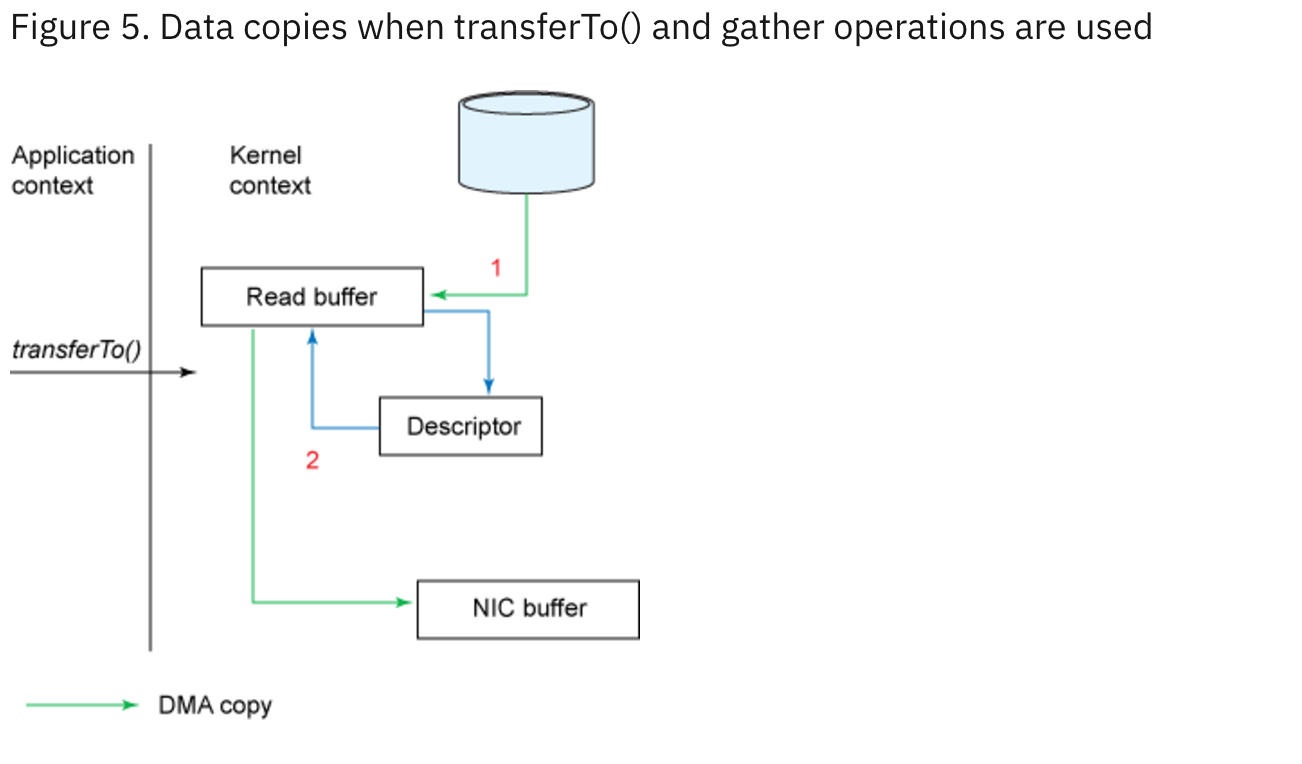 Figure 5. Data copies when transferTo() and gather operations are used
Application
context
Kernel
context
1
Read buffer
transferTo()
Descriptor
2
NIC buffer
DMA copy